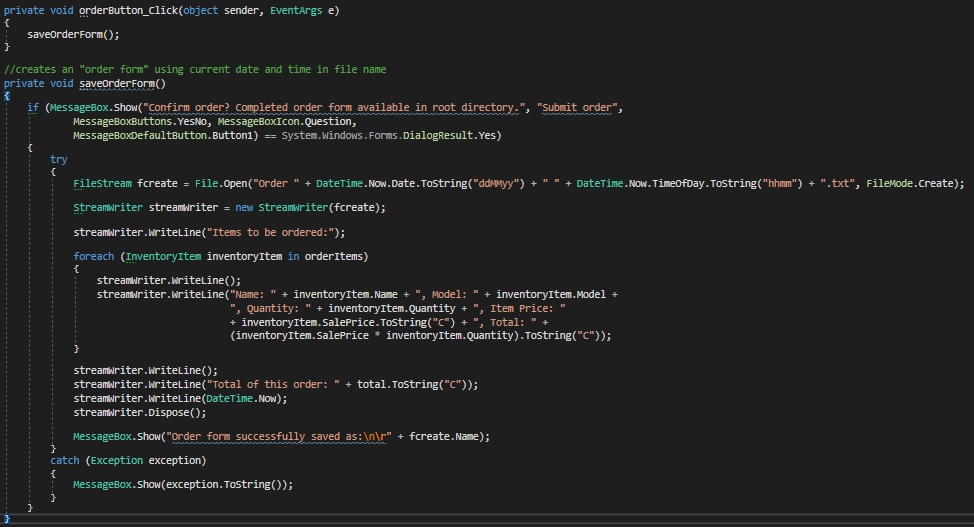 private void orderButton_Click(object sender, EventArgs e)
{
    saveOrderForm();
}

//creates an "order form" using current date and time in file name
private void saveOrderForm()
{
    if (MessageBox.Show("Confirm order? Completed order form available in root directory.", "Submit order",
            MessageBoxButtons.YesNo, MessageBoxIcon.Question,
            MessageBoxDefaultButton.Button1) == System.Windows.Forms.DialogResult.Yes)
    {
        try
        {
            FileStream fcreate = File.Open("Order " + DateTime.Now.Date.ToString("ddMMyy") + " " + DateTime.Now.TimeOfDay.ToString("hhmm") + ".txt", FileMode.Create);

            StreamWriter streamWriter = new StreamWriter(fcreate);

            streamWriter.WriteLine("Items to be ordered:");

            foreach (InventoryItem inventoryItem in orderItems)
            {
                streamWriter.WriteLine();
                streamWriter.WriteLine("Name: " + inventoryItem.Name + ", Model: " + inventoryItem.Model +
                                       ", Quantity: " + inventoryItem.Quantity + ", Item Price: "
                                       + inventoryItem.SalePrice.ToString("C") + ", Total: " +
                                       (inventoryItem.SalePrice * inventoryItem.Quantity).ToString("C"));
            }

            streamWriter.WriteLine();
            streamWriter.WriteLine("Total of this order: " + total.ToString("C"));
            streamWriter.WriteLine(DateTime.Now);
            streamWriter.Dispose();

            MessageBox.Show("Order form successfully saved as:\n\r" + fcreate.Name);
        }
        catch (Exception exception)
        {
            MessageBox.Show(exception.ToString());
        }
    }
}